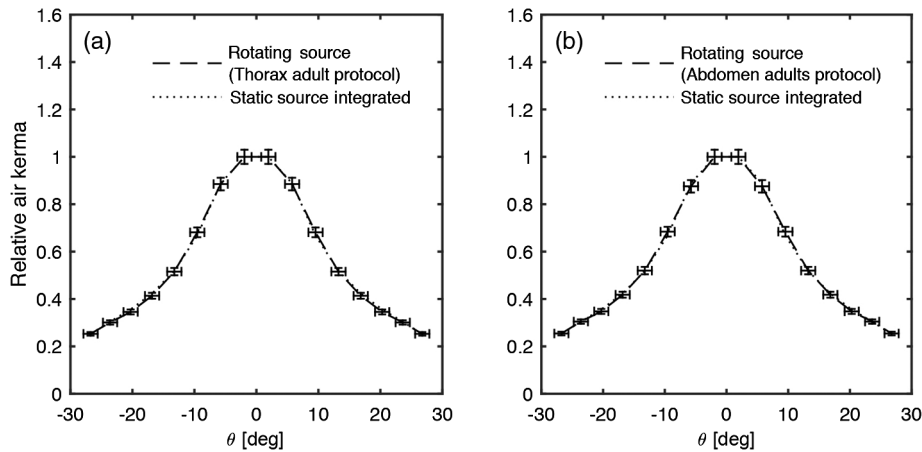 (a)
Rotating source
(Thorax adult protocol)
Static source integrated
Relative air kerma
1.6
1.4
1.2
1
0.8
0.6
0.4
0.2
0
-30
-20
-10
0
10
20
30
θ [deg]
(b)
Rotating source
(Abdomen adults protocol)
Static source integrated
1.6
1.4
1.2
1
0.8
0.6
0.4
0.2
0
-30
-20
-10
0
10
20
30
θ [deg]